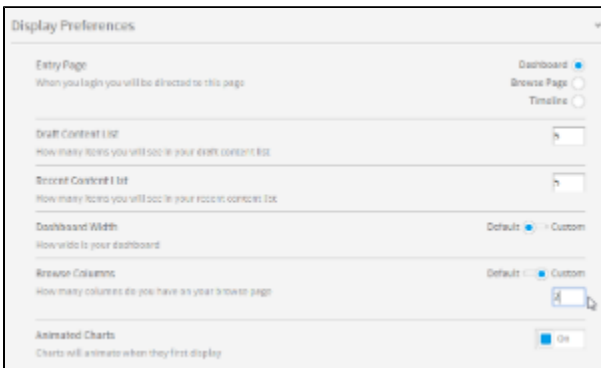 Display Preferences
Entry Page
When you login you will be directed to this page
Dashboard
Browse Page
Timeline
Draft Content List
How many items you will see in your draft content list
5
Recent Content List
How many items you will see in your recent content list
5
Dashboard Width
How wide is your dashboard
Default Custom
Browse Columns
How many columns do you have on your browse page
Default Custom
Animated Charts
Charts will animate when they first display
On